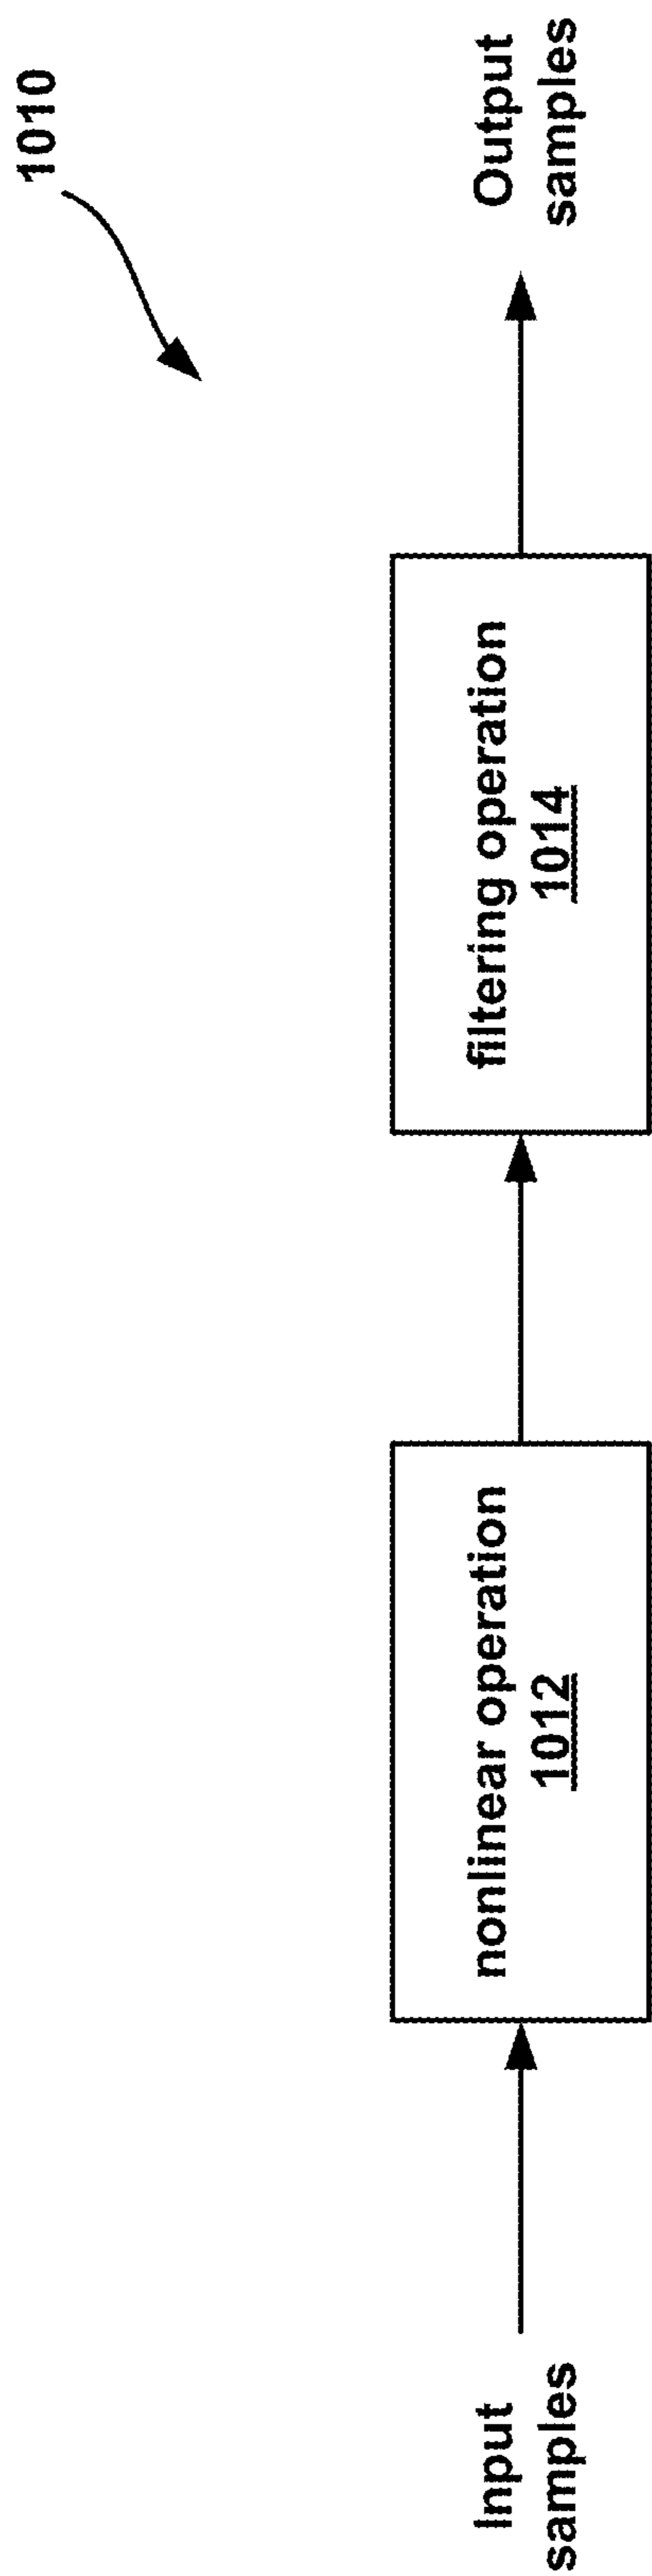 1010
Input
samples
nonlinear operation
1012
filtering operation
1014
Output
samples